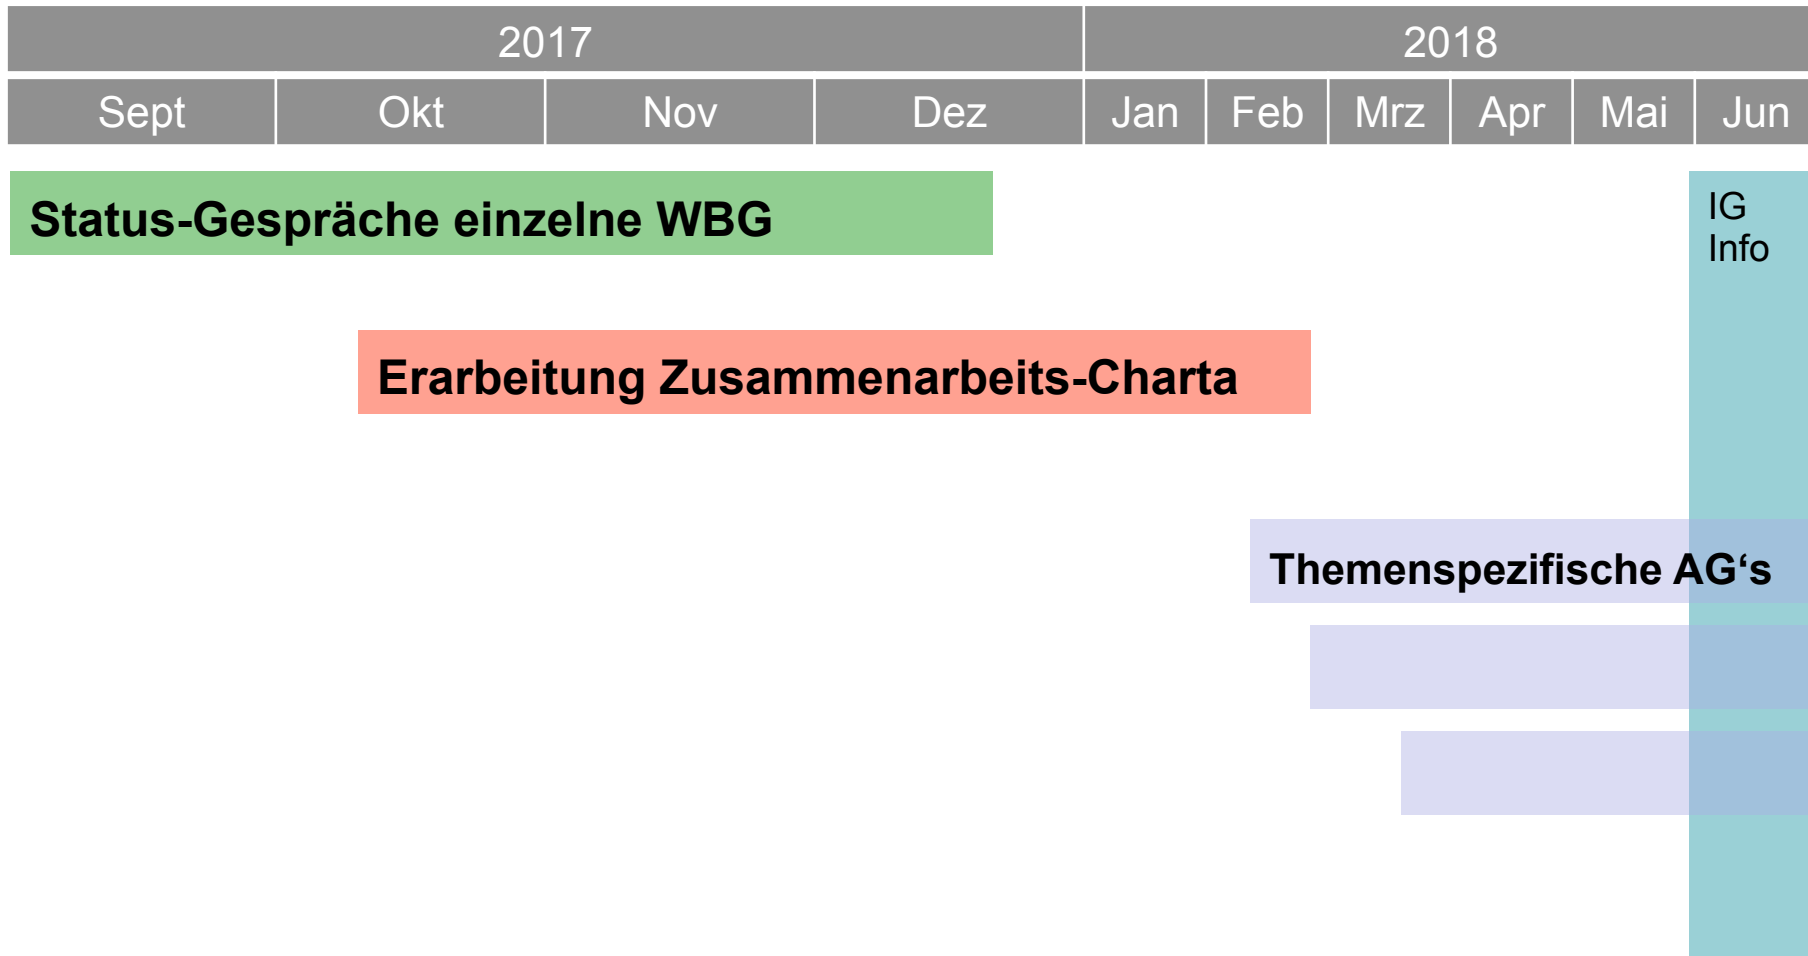 2017 2018
Sept Okt Nov Dez Jan Feb Mrz Apr Mai Jun
Status-Gespräche einzelne WBG
IG
Info
Erarbeitung Zusammenarbeits-Charta
Themenspezifische AG‘s